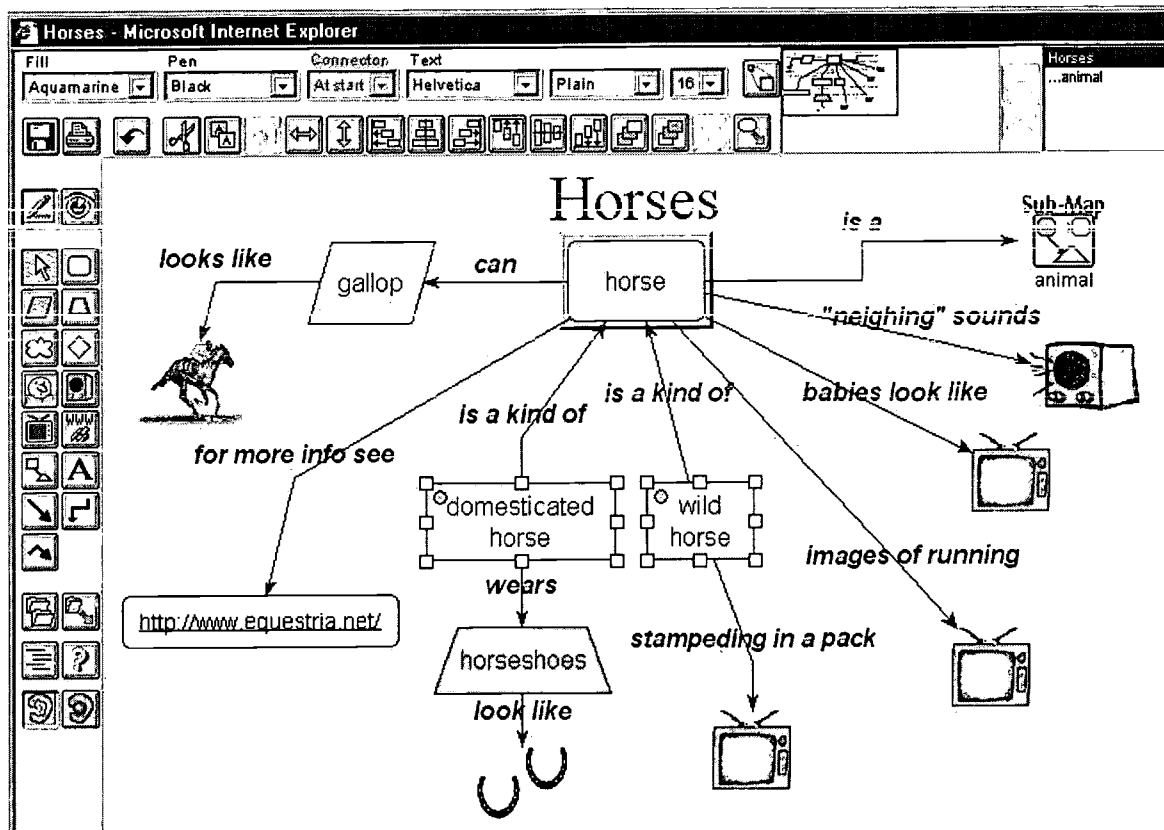 Horses - Microsoft Internet Explorer
Fill Pen Connector Text
Aquamarine Black At start Helvetica Plain 16
Horses
...animal
A
WWW
A
?
Horses
Sub-Map
is a
looks like
can
gallop
horse
animal
"neighing" sounds
is a kind of
is a kind of
babies look like
for more info see
domesticated
horse
wild
horse
images of running
wears
http://www.equestria.net/
stampeding in a pack
horseshoes
look like